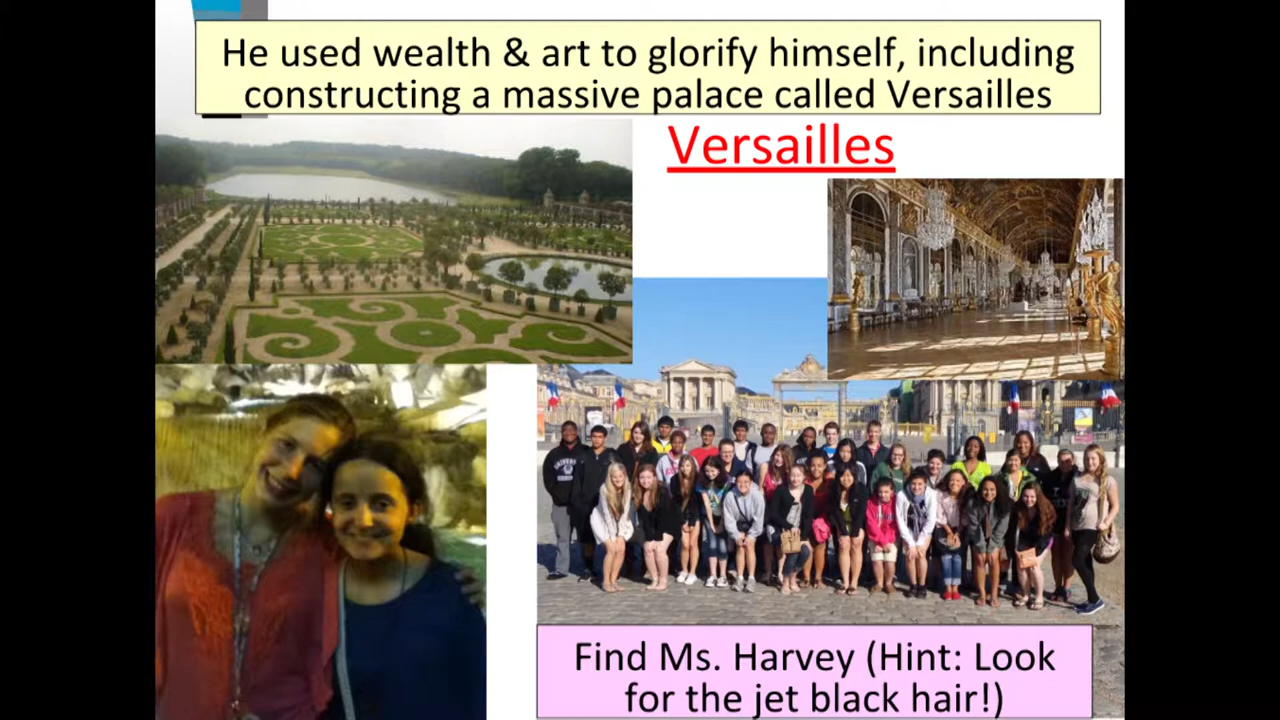 He used wealth & art to glorify himself, including
constructing a massive palace called Versailles
Versailles
Find Ms. Harvey (Hint: Look
for the jet black hair!)